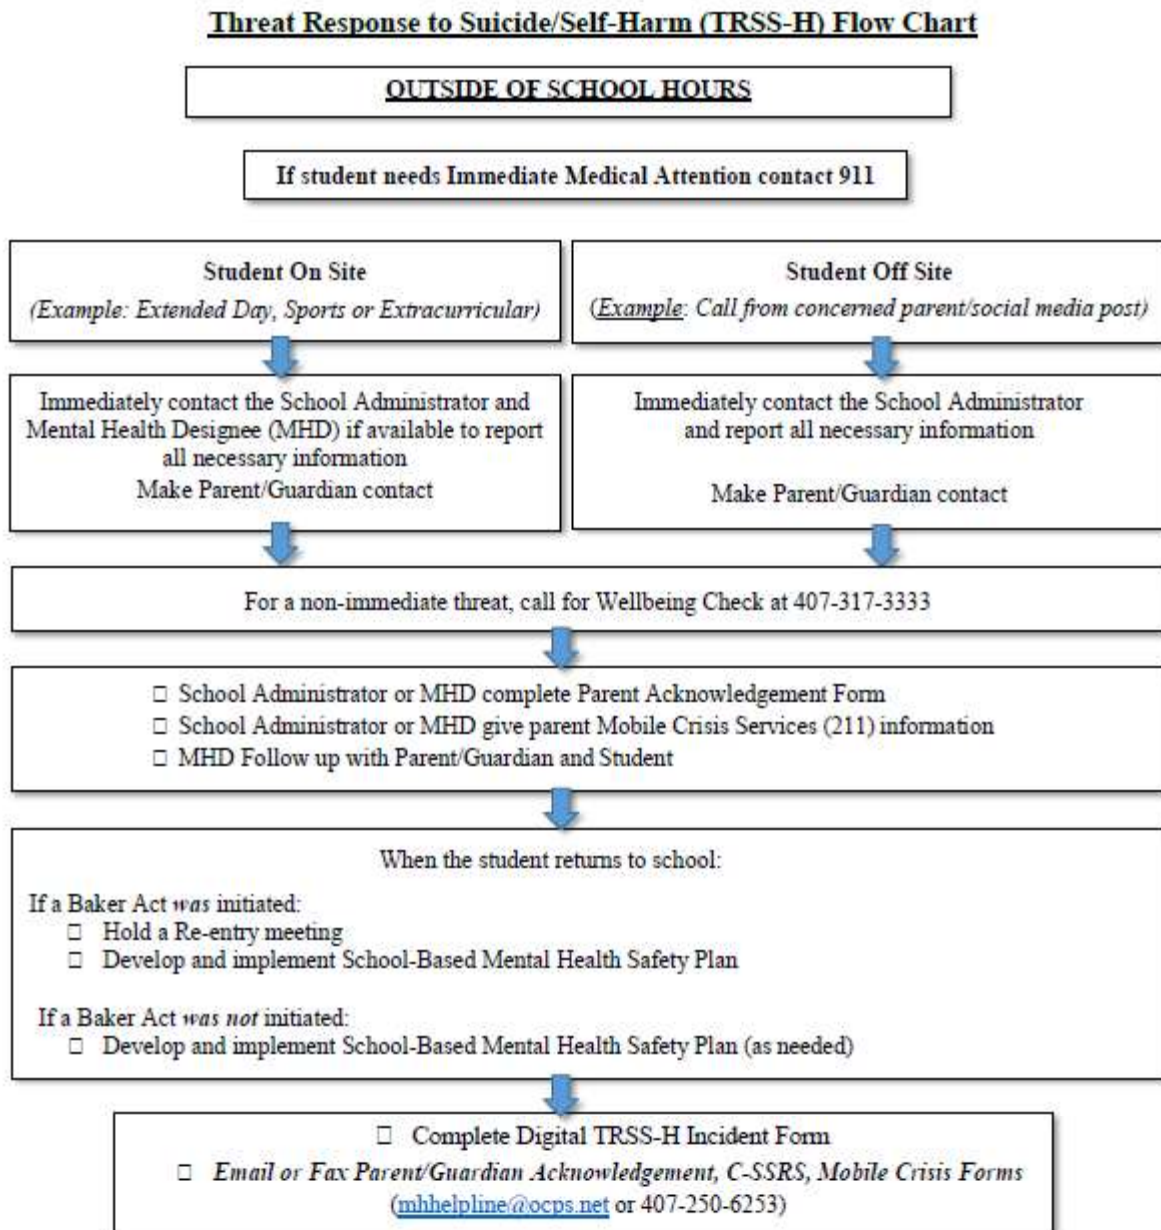 Threat Response to Suicide/Self-Harm (TRSS-H) Flow Chart
OUTSIDE OF SCHOOL HOURS
If student needs Immediate Medical Attention contact 911
Student On Site
(Example: Extended Day, Sports or Extracurricular)
Immediately contact the School Administrator and
Mental Health Designee (MHD) if available to report
all necessary information
Make Parent/Guardian contact
Student Off Site
(Example: Call from concerned parent/social media post)
Immediately contact the School Administrator
and report all necessary information
Make Parent/Guardian contact
For a non-immediate threat, call for Wellbeing Check at 407-317-3333
□ School Administrator or MHD complete Parent Acknowledgement Form
□ School Administrator or MHD give parent Mobile Crisis Services (211) information
□ MHD Follow up with Parent/Guardian and Student
When the student returns to school:
If a Baker Act was initiated:
□ Hold a Re-entry meeting
□ Develop and implement School-Based Mental Health Safety Plan
If a Baker Act was not initiated:
□ Develop and implement School-Based Mental Health Safety Plan (as needed)
□ Complete Digital TRSS-H Incident Form
□ Email or Fax Parent/Guardian Acknowledgement, C-SSRS, Mobile Crisis Forms
(mhhelpline@ocps.net or 407-250-6253)